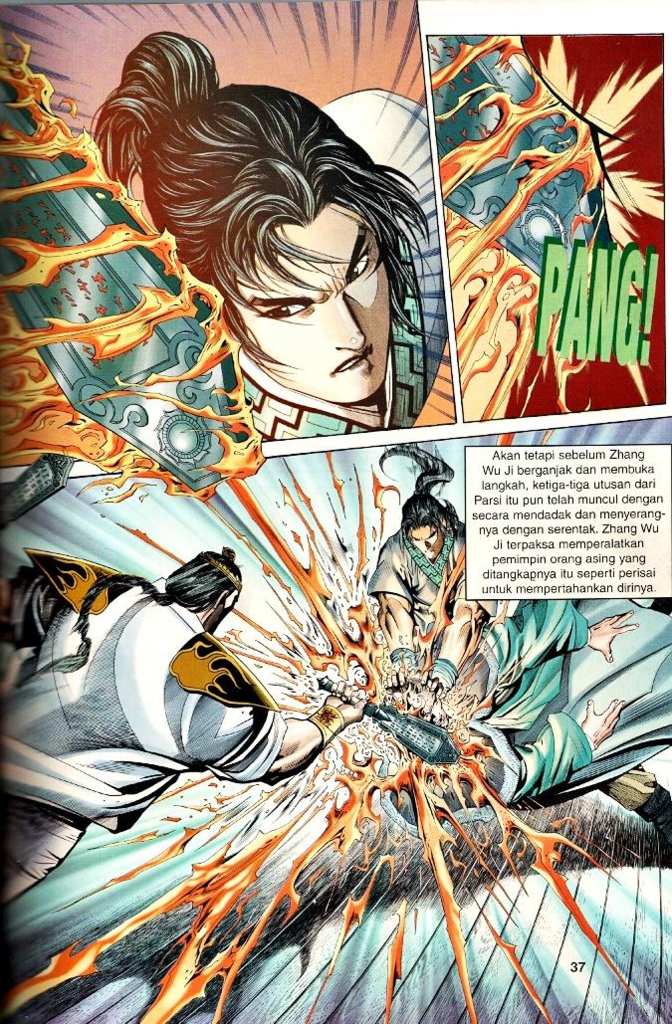 PANG!
Akan tetapi sebelum Zhang
Wu Ji berganjak dan membuka
langkah, ketiga-tiga utusan dari
Parsi itu pun telah muncul dengan
secara mendadak dan menyerang-
nya dengan serentak. Zhang Wu
Ji terpaksa memperalatkan
pemimpin orang asing yang
ditangkapnya itu seperti perisai
untuk mempertahankan dirinya.
37